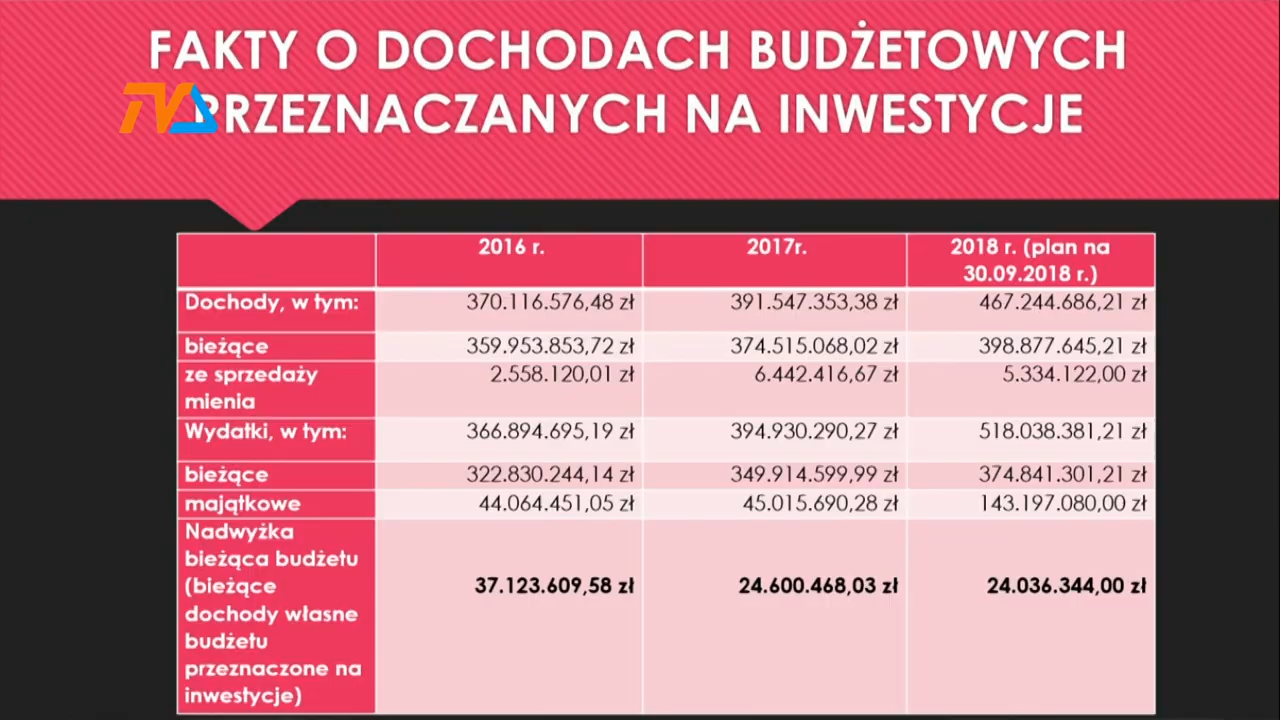 FAKTY O DOCHODACH BUDŻETOWYCH
PRZEZNACZANYCH NA INWESTYCJE
TVA
2016 r. 2017r. 2018 r. (plan na
30.09.2018 r.)
Dochody, w tym: 370.116.576,48 zł 391.547.353,38 zł 467.244.686,21 zł
bieżące 359.953.853,72 zł 374.515.068,02 zł 398.877.645,21 zł
ze sprzedaży 2.558.120,01 zł 6.442.416,67 zł 5.334.122,00 zł
mienia
Wydatki, w tym: 366.894.695,19 zł 394.930.290,27 zł 518.038.381,21 zł
bieżące 322.830.244,14 zł 349.914.599,99 zł 374.841.301,21 zł
majątkowe 44.064.451,05 zł 45.015.690,28 zł 143.197.080,00 zł
Nadwyżka
bieżąca budżetu
(bieżące 37.123.609,58 zł 24.600.468,03 zł 24.036.344,00 zł
dochody własne
budżetu
przeznaczone na
inwestycje)